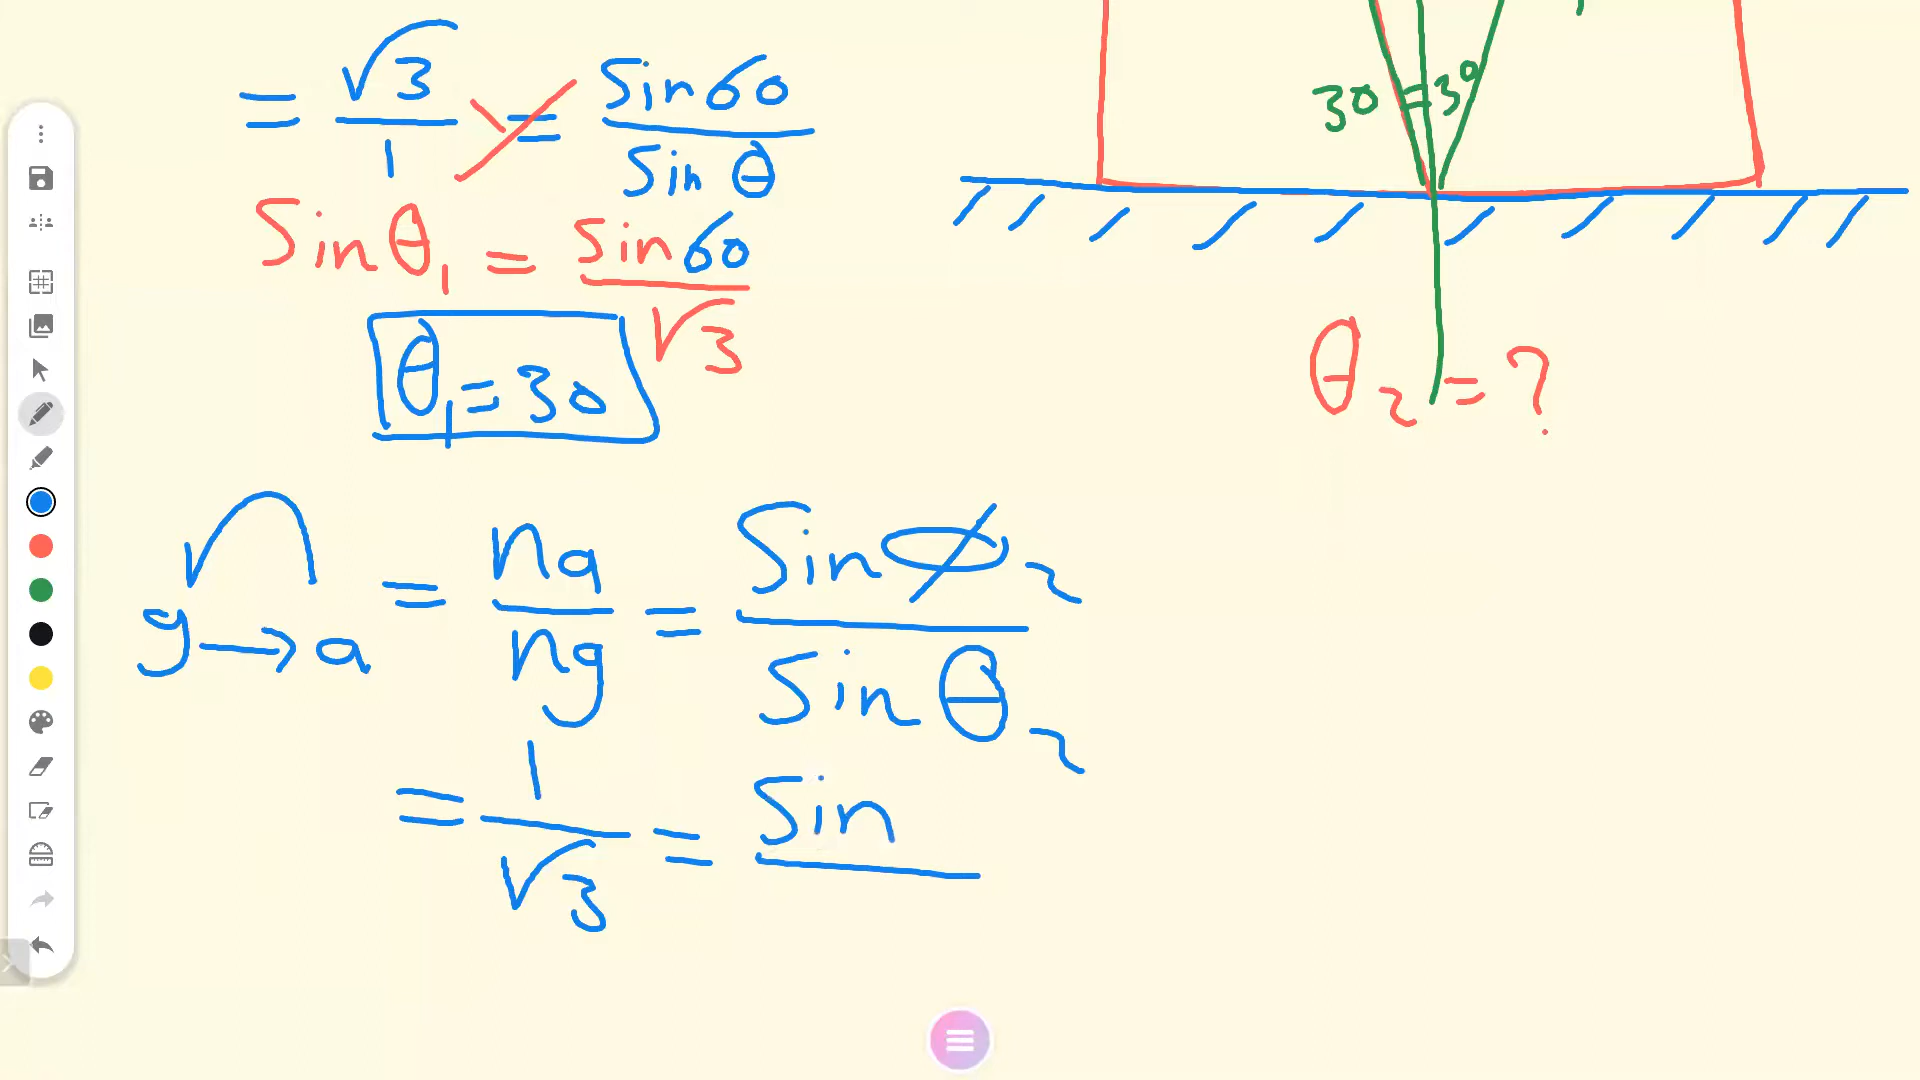 = √3/1 = Sin60/Sin θ
Sin θ₁ = Sin60/√3
θ₁ = 30
30 30
θ₂ = ?
n g→a = na/ng = Sin ϕ₂/Sin θ₂
= 1/√3 = Sin